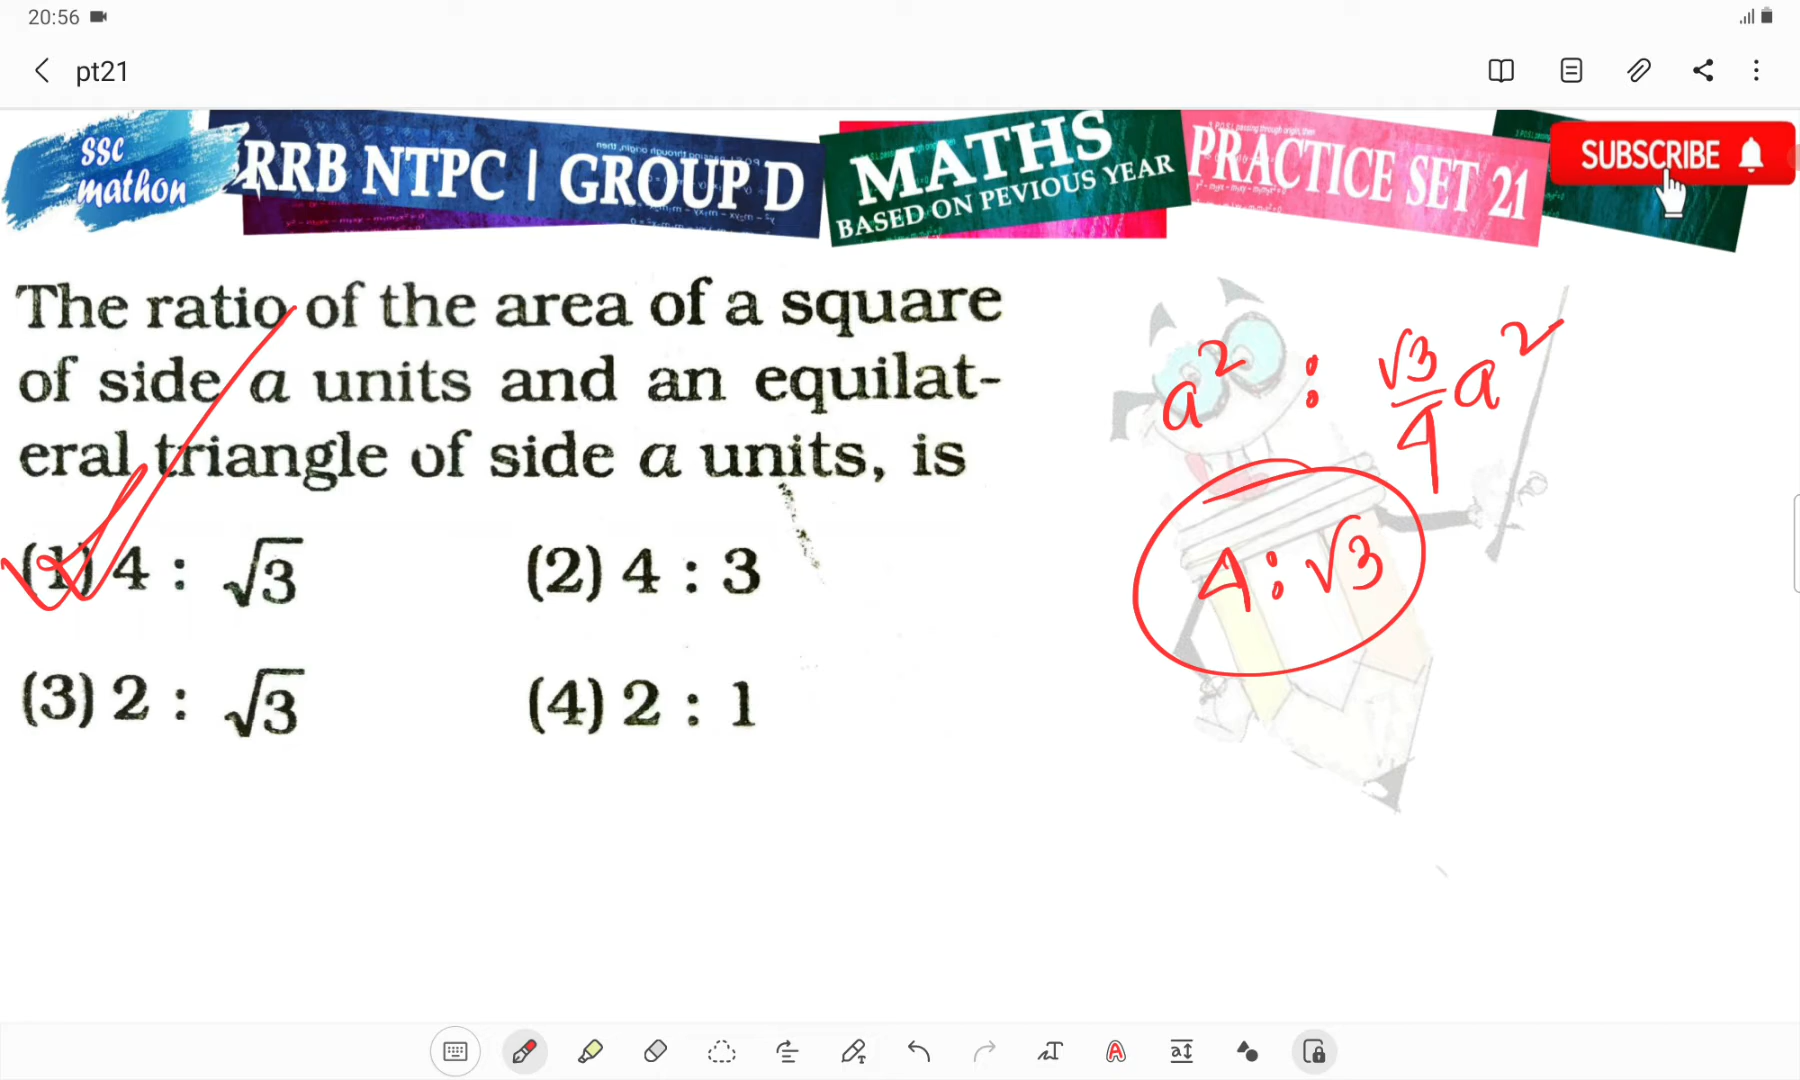 20:56
pt21
SSC
mathon
RRB NTPC | GROUP D
MATHS
BASED ON PEVIOUS YEAR
PRACTICE SET 21
SUBSCRIBE
The ratio of the area of a square
of side a units and an equilat-
eral triangle of side a units, is
(1) 4 : √3
(2) 4 : 3
(3) 2 : √3
(4) 2 : 1
a² : √3/4 a²
4 : √3